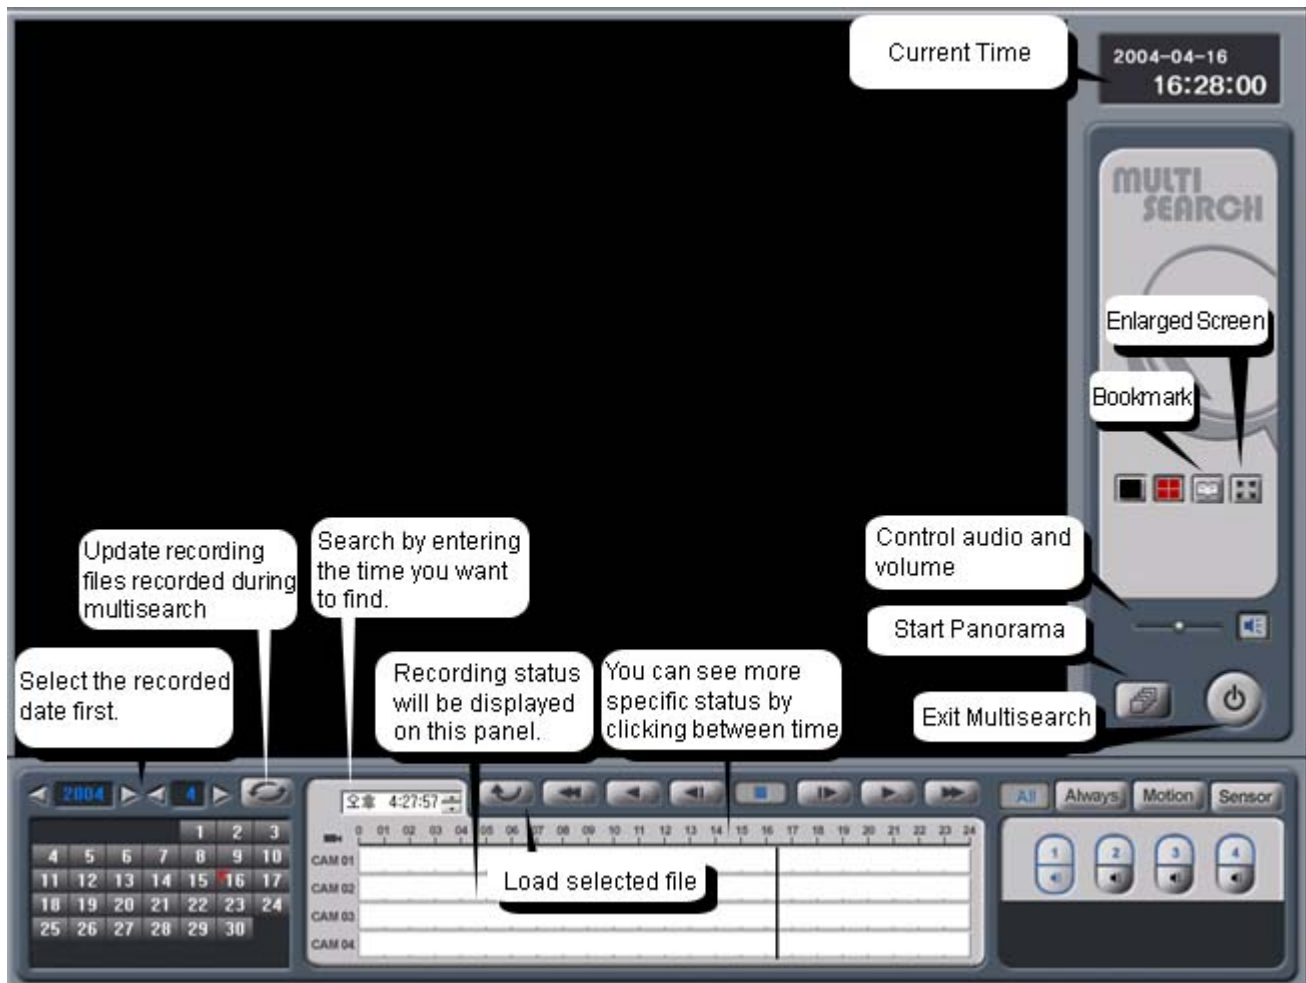 Current Time
2004-04-16
16:28:00
MULTI
SEARCH
Enlarged Screen
Bookmark
Control audio and
volume
Start Panorama
Exit Multisearch
Update recording
files recorded during
multisearch
Search by entering
the time you want
to find.
Select the recorded
date first.
Recording status
will be displayed
on this panel.
You can see more
specific status by
clicking between time
2004 4
오후 4:27:57
All Always Motion Sensor
0 01 02 03 04 05 06 07 08 09 10 11 12 13 14 15 16 17 18 19 20 21 22 23 24
1 2 3
4 5 6 7 8 9 10
11 12 13 14 15 16 17
18 19 20 21 22 23 24
25 26 27 28 29 30
CAM 01
CAM 02
CAM 03
CAM 04
Load selected file
1 2 3 4